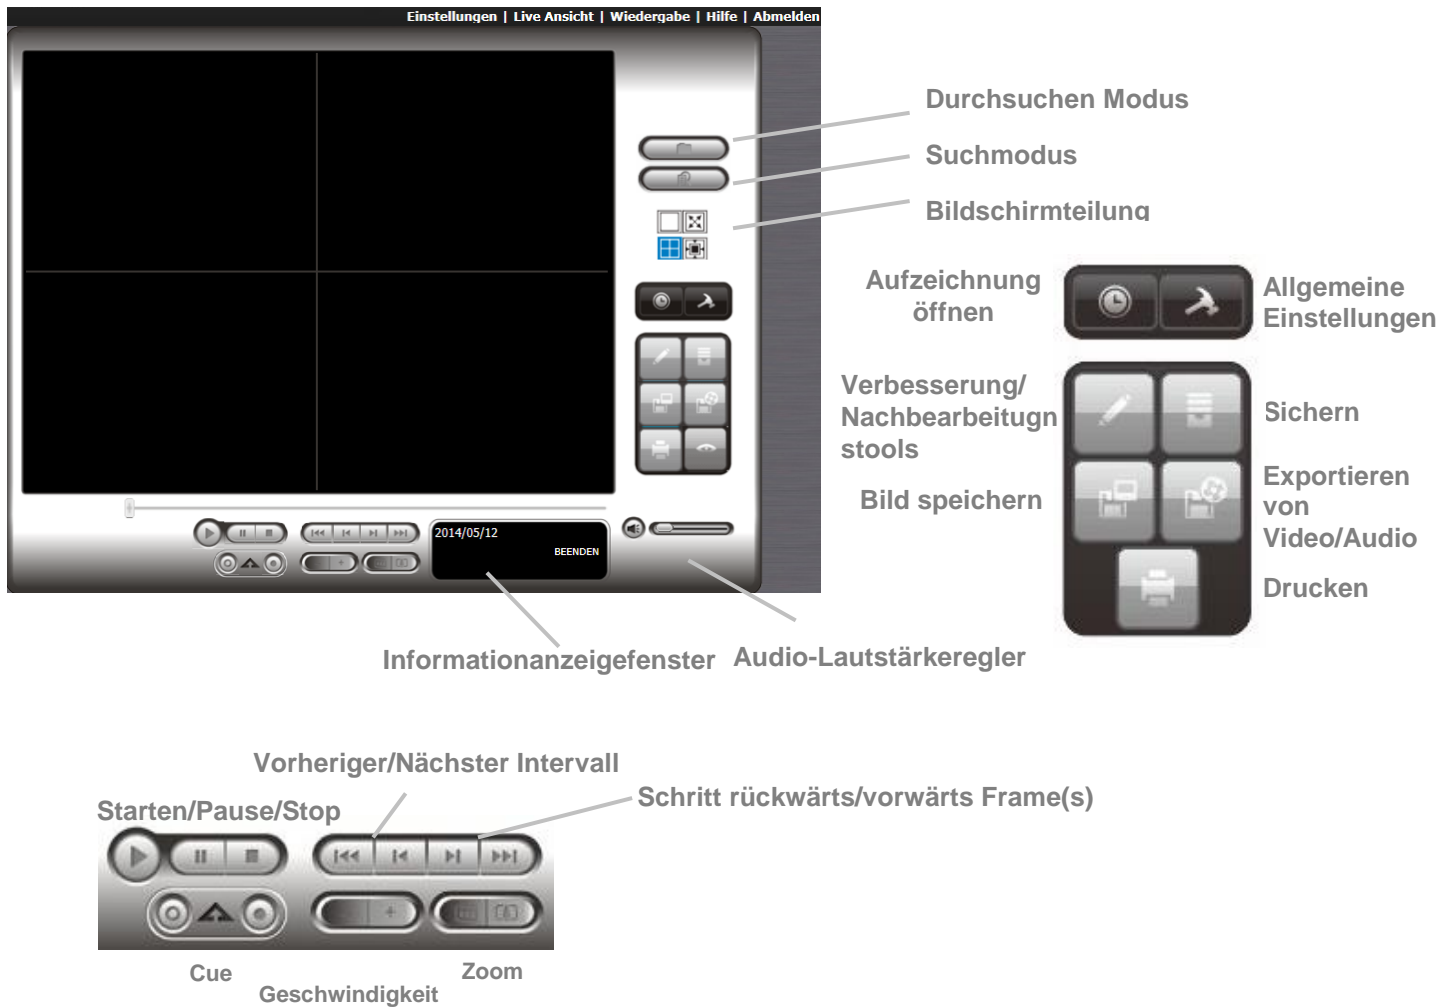 Einstellungen | Live Ansicht | Wiedergabe | Hilfe | Abmelden
Durchsuchen Modus
Suchmodus
Bildschirmteilung
Aufzeichnung
öffnen
Allgemeine
Einstellungen
Verbesserung/
Nachbearbeitugn
stools
Sichern
Bild speichern
Exportieren
von
Video/Audio
Drucken
2014/05/12
BEENDEN
Informationanzeigefenster
Audio-Lautstärkeregler
Vorheriger/Nächster Intervall
Starten/Pause/Stop
Schritt rückwärts/vorwärts Frame(s)
Cue
Zoom
Geschwindigkeit